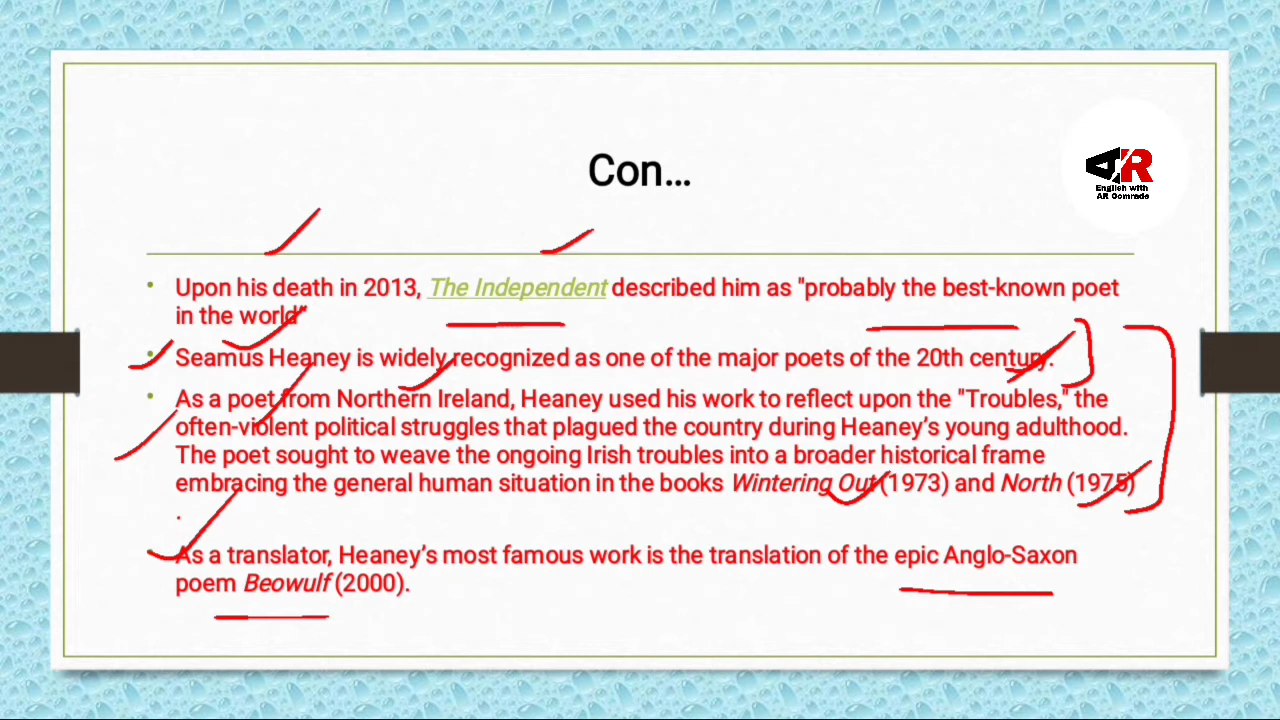 Con...
AR
English with
AR Comrade
• Upon his death in 2013, The Independent described him as "probably the best-known poet
in the world"
• Seamus Heaney is widely recognized as one of the major poets of the 20th century.
• As a poet from Northern Ireland, Heaney used his work to reflect upon the "Troubles," the
often-violent political struggles that plagued the country during Heaney's young adulthood.
The poet sought to weave the ongoing Irish troubles into a broader historical frame
embracing the general human situation in the books Wintering Out (1973) and North (1975)
.
• As a translator, Heaney's most famous work is the translation of the epic Anglo-Saxon
poem Beowulf (2000).